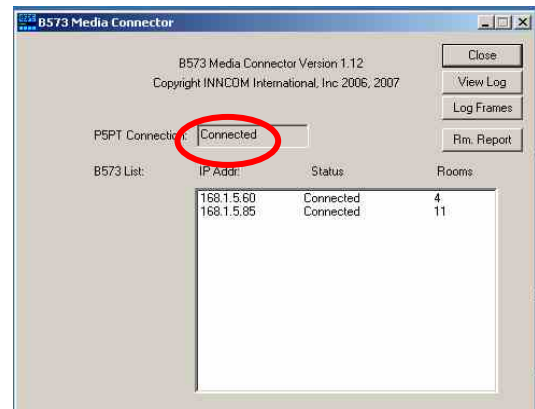 B573 Media Connector
B573 Media Connector Version 1.12
Copyright INNCOM International, Inc 2006, 2007
Close
View Log
Log Frames
Rm. Report
P5PT Connection: Connected
B573 List: IP Addr: Status Rooms
168.1.5.60 Connected 4
168.1.5.85 Connected 11